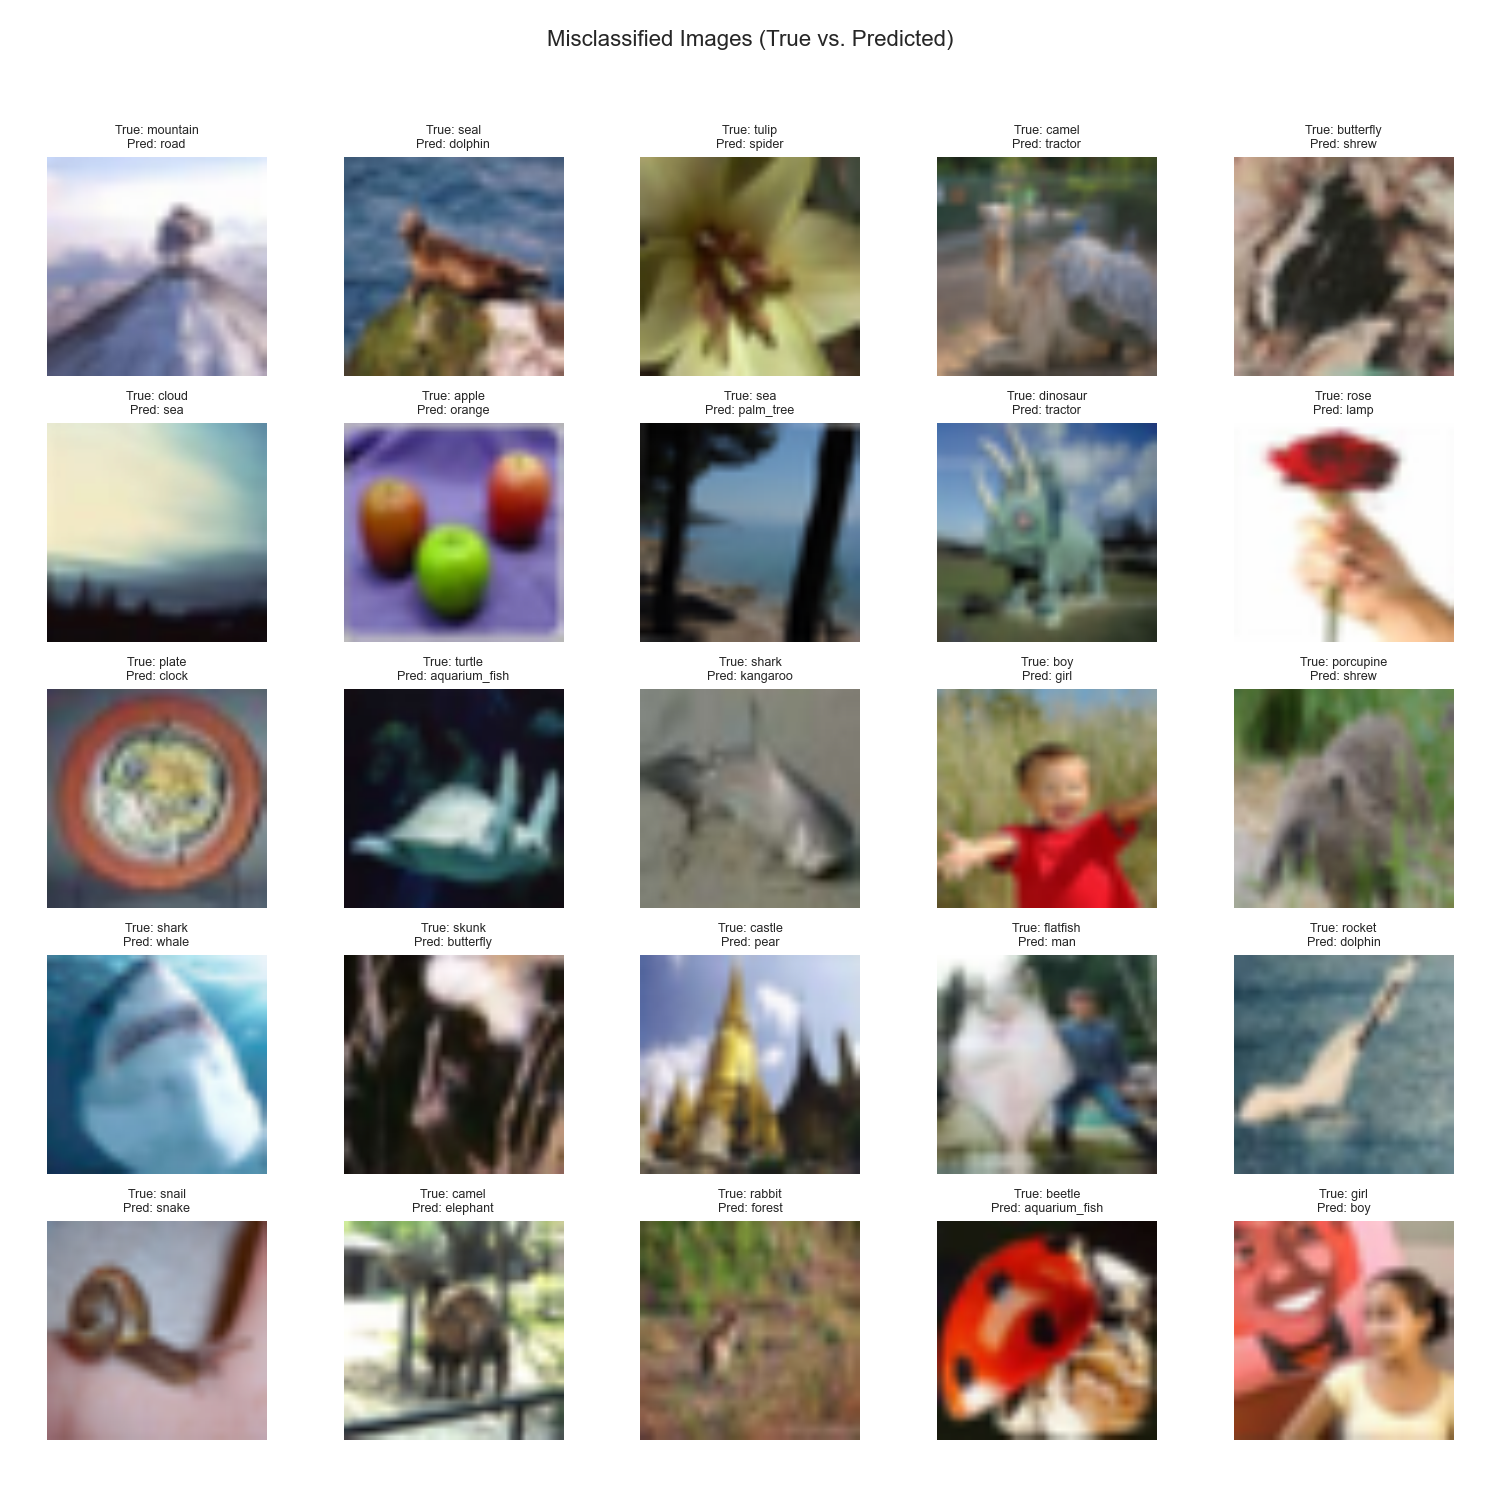 Misclassified Images (True vs. Predicted)
True: mountain
Pred: road
True: seal
Pred: dolphin
True: tulip
Pred: spider
True: camel
Pred: tractor
True: butterfly
Pred: shrew
True: cloud
Pred: sea
True: apple
Pred: orange
True: sea
Pred: palm_tree
True: dinosaur
Pred: tractor
True: rose
Pred: lamp
True: plate
Pred: clock
True: turtle
Pred: aquarium_fish
True: shark
Pred: kangaroo
True: boy
Pred: girl
True: porcupine
Pred: shrew
True: shark
Pred: whale
True: skunk
Pred: butterfly
True: castle
Pred: pear
True: flatfish
Pred: man
True: rocket
Pred: dolphin
True: snail
Pred: snake
True: camel
Pred: elephant
True: rabbit
Pred: forest
True: beetle
Pred: aquarium_fish
True: girl
Pred: boy